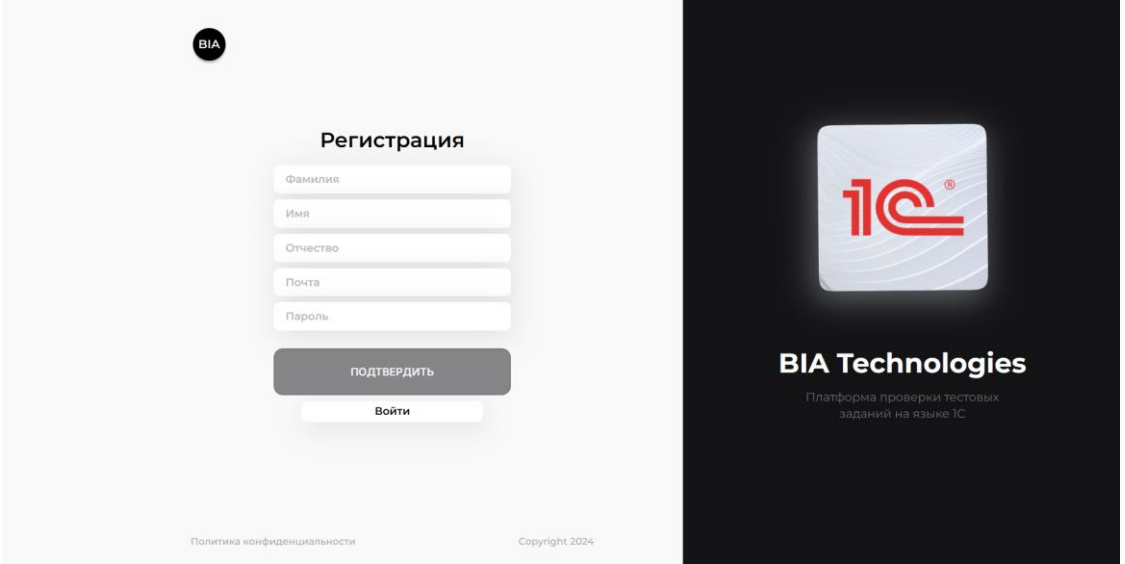 BIA
Регистрация
Фамилия
Имя
Отчество
Почта
Пароль
ПОДТВЕРДИТЬ
Войти
Политика конфиденциальности
Copyright 2024
1С®
BIA Technologies
Платформа проверки тестовых
заданий на языке 1С